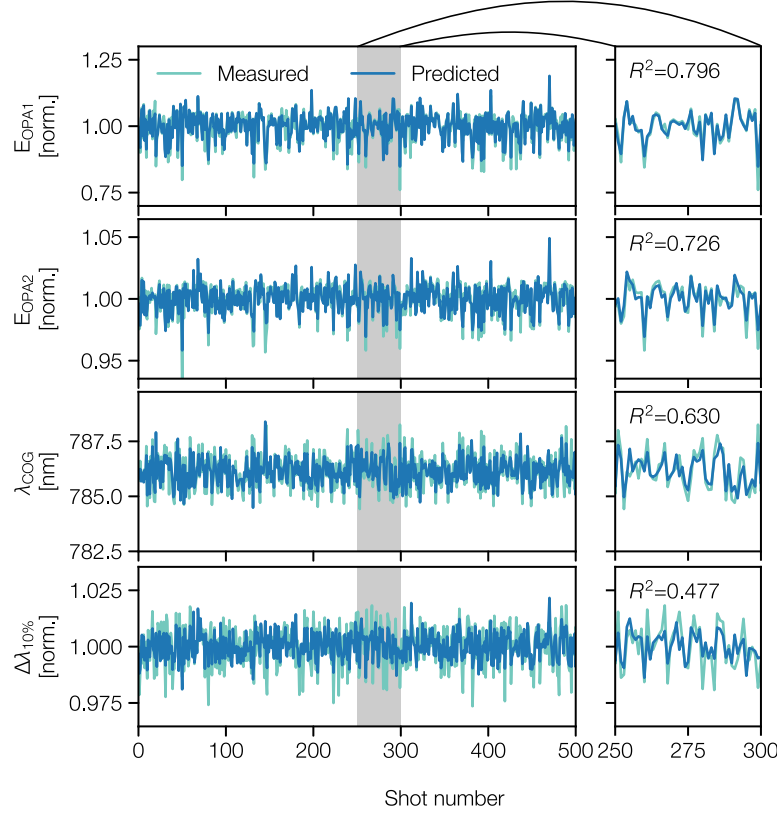 Measured Predicted
R²=0.796
1.25
1.00
0.75
E_OPA1
[norm.]
R²=0.726
1.05
1.00
0.95
E_OPA2
[norm.]
R²=0.630
787.5
785.0
782.5
λ_COG
[nm]
R²=0.477
1.025
1.000
0.975
Δλ_10%
[norm.]
0 100 200 300 400 500 250 275 300
Shot number